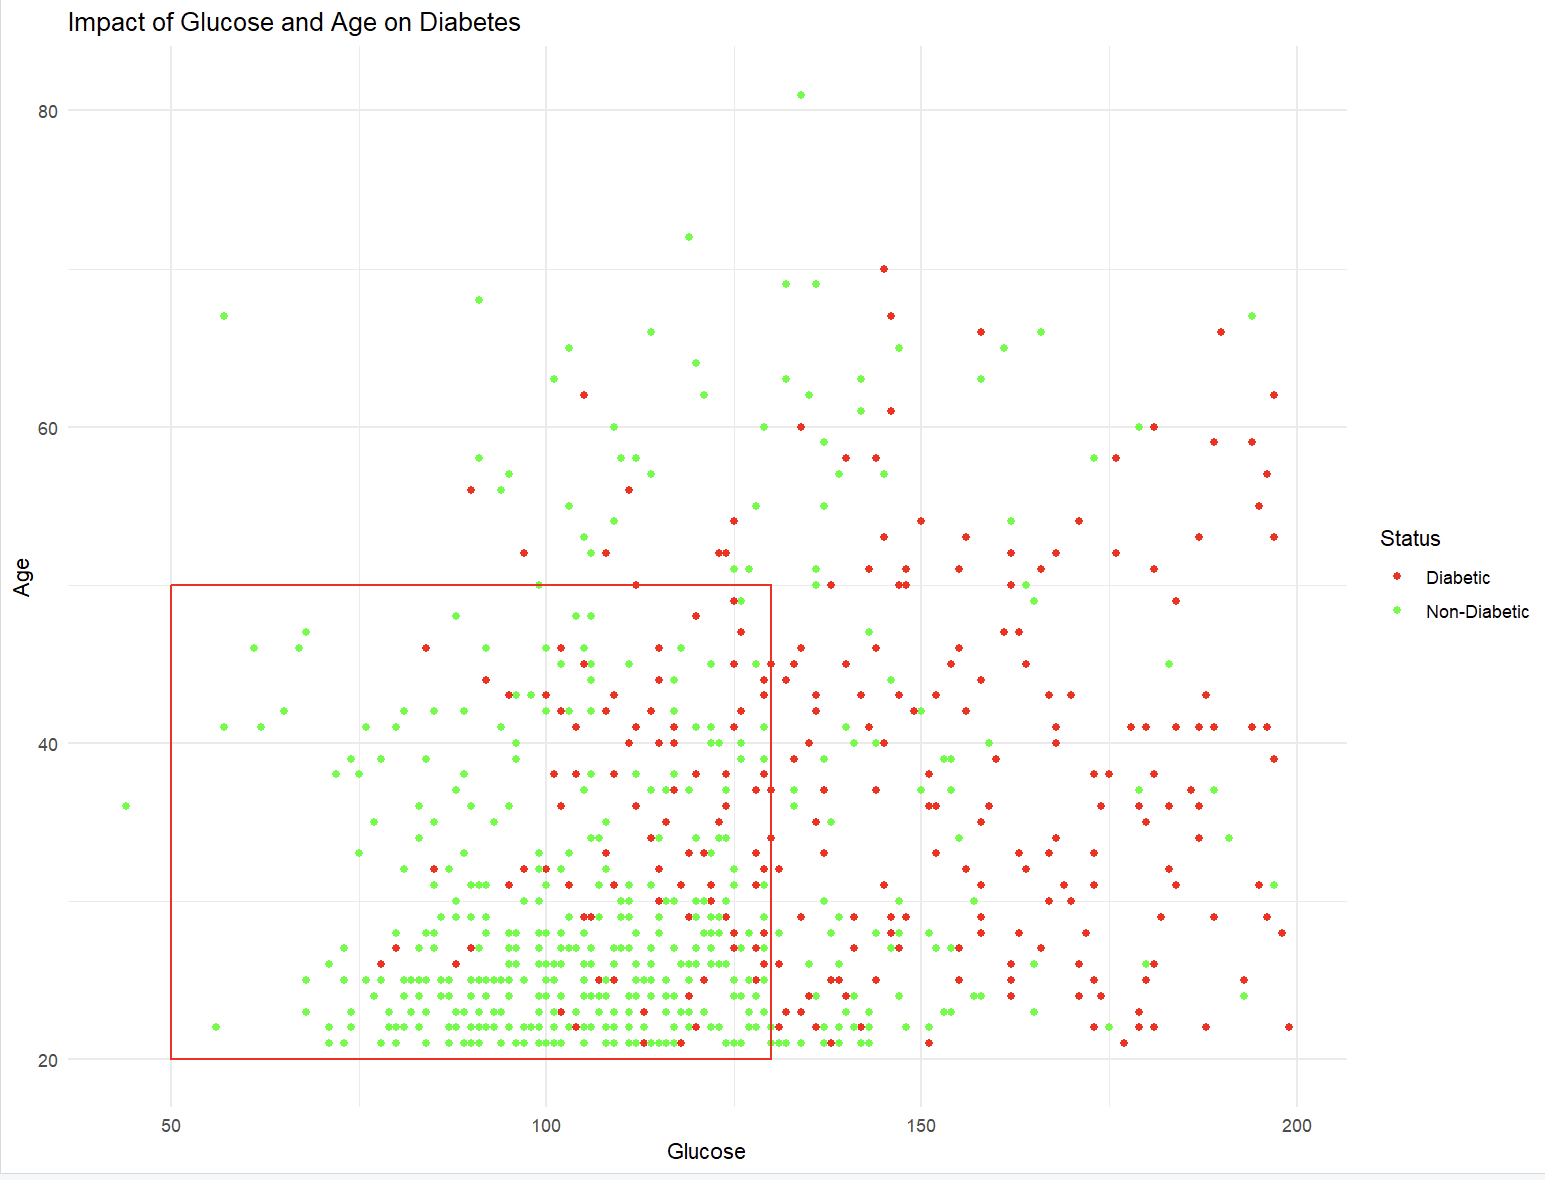 Impact of Glucose and Age on Diabetes
80
60
40
20
Age
50 100 150 200
Glucose
Status
Diabetic
Non-Diabetic